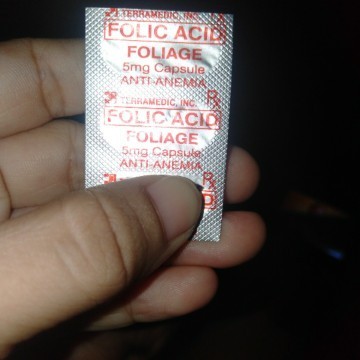 TERRAMEDIC, INC.
FOLIC ACID
FOLIAGE
5mg Capsule
ANTI-ANEMIA
TERRAMEDIC, INC. ℞
FOLIC ACID
FOLIAGE
5mg Capsule
ANTI-ANEMIA
℞